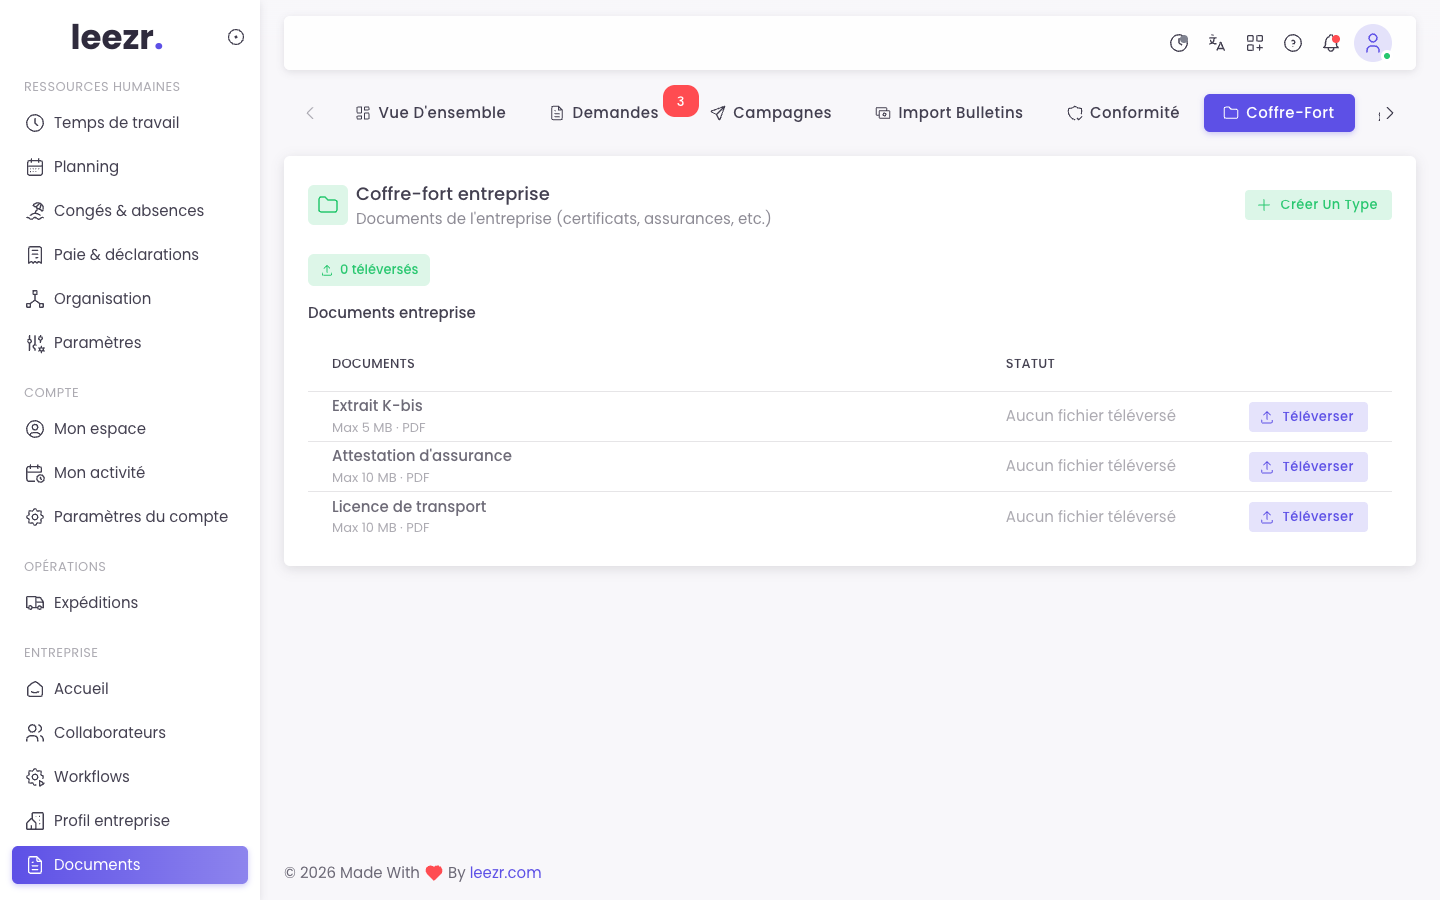 leezr.
RESSOURCES HUMAINES
Temps de travail
Planning
Congés & absences
Paie & déclarations
Organisation
Paramètres
COMPTE
Mon espace
Mon activité
Paramètres du compte
OPÉRATIONS
Expéditions
ENTREPRISE
Accueil
Collaborateurs
Workflows
Profil entreprise
Documents
Vue D'ensemble
Demandes
3
Campagnes
Import Bulletins
Conformité
Coffre-Fort
Coffre-fort entreprise
Documents de l'entreprise (certificats, assurances, etc.)
Créer Un Type
0 téléversés
Documents entreprise
DOCUMENTS
STATUT
Extrait K-bis
Max 5 MB · PDF
Aucun fichier téléversé
Téléverser
Attestation d'assurance
Max 10 MB · PDF
Aucun fichier téléversé
Téléverser
Licence de transport
Max 10 MB · PDF
Aucun fichier téléversé
Téléverser
© 2026 Made With By leezr.com